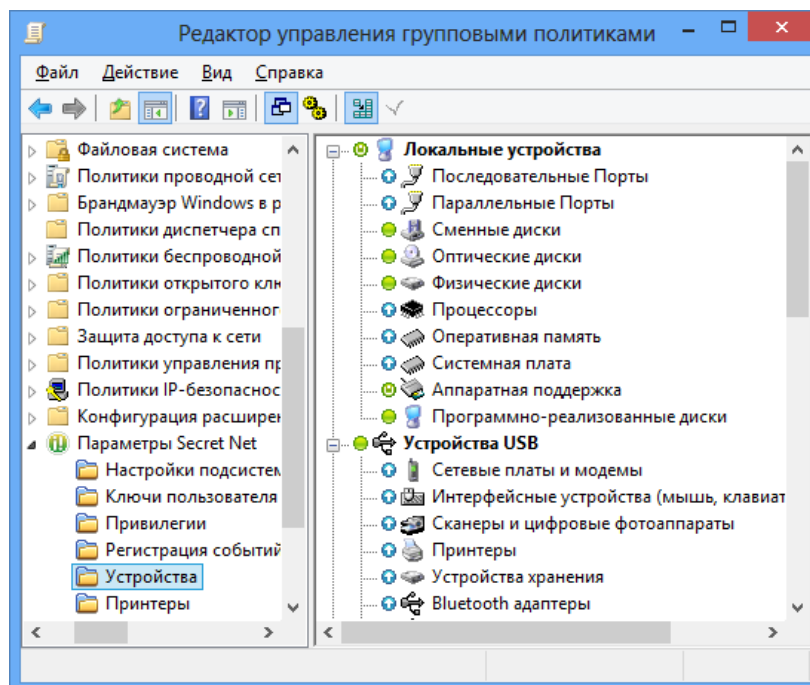 Редактор управления групповыми политиками
Файл Действие Вид Справка
Файловая система
Политики проводной сет
Брандмауэр Windows в р
Политики диспетчера сп
Политики беспроводной
Политики открытого клю
Политики ограниченног
Защита доступа к сети
Политики управления пр
Политики IP-безопаснос
Конфигурация расширен
Параметры Secret Net
Настройки подсистем
Ключи пользователя
Привилегии
Регистрация событий
Устройства
Принтеры
Локальные устройства
Последовательные Порты
Параллельные Порты
Сменные диски
Оптические диски
Физические диски
Процессоры
Оперативная память
Системная плата
Аппаратная поддержка
Программно-реализованные диски
Устройства USB
Сетевые платы и модемы
Интерфейсные устройства (мышь, клавиат
Сканеры и цифровые фотоаппараты
Принтеры
Устройства хранения
Bluetooth адаптеры